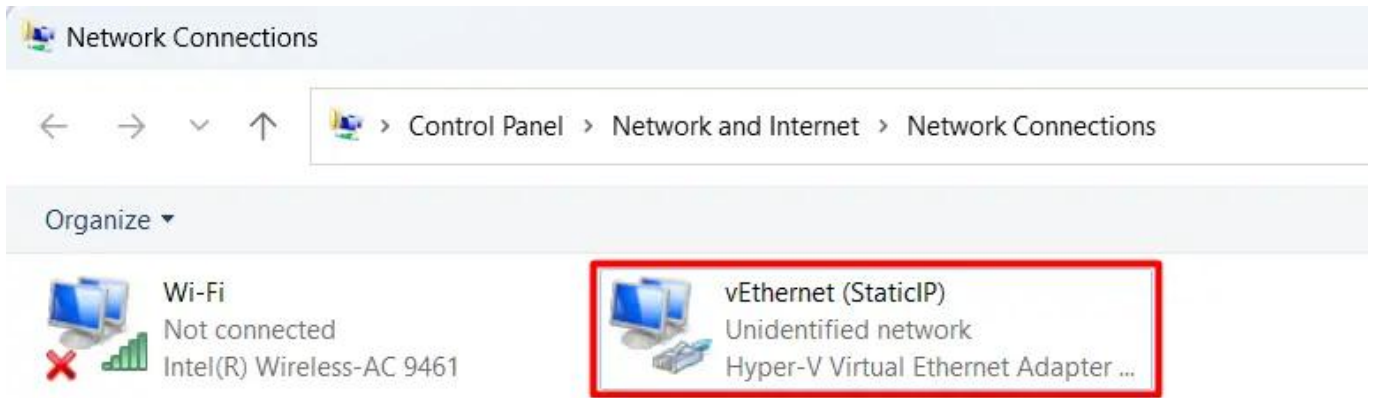 Network Connections
Control Panel > Network and Internet > Network Connections
Organize
Wi-Fi
Not connected
Intel(R) Wireless-AC 9461
vEthernet (StaticIP)
Unidentified network
Hyper-V Virtual Ethernet Adapter ...